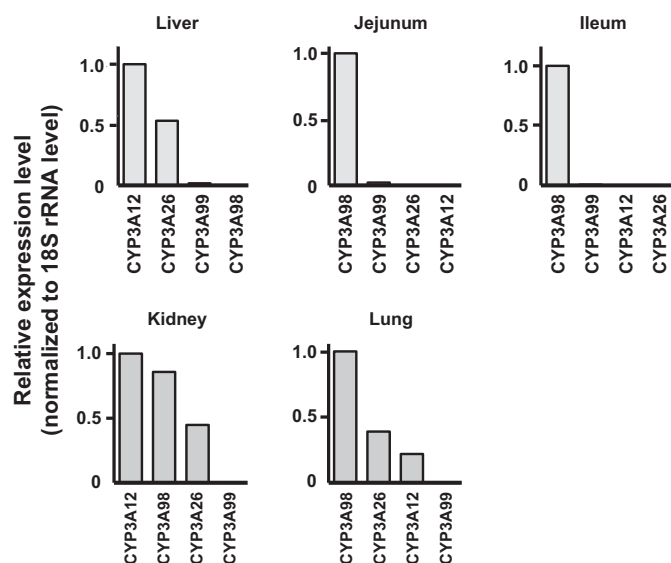 Relative expression level
(normalized to 18S rRNA level)
Liver
1.0
0.5
0
CYP3A12
CYP3A26
CYP3A99
CYP3A98
Jejunum
1.0
0.5
0
CYP3A98
CYP3A99
CYP3A26
CYP3A12
Ileum
1.0
0.5
0
CYP3A98
CYP3A99
CYP3A12
CYP3A26
Kidney
1.0
0.5
0
CYP3A12
CYP3A98
CYP3A26
CYP3A99
Lung
1.0
0.5
0
CYP3A98
CYP3A26
CYP3A12
CYP3A99